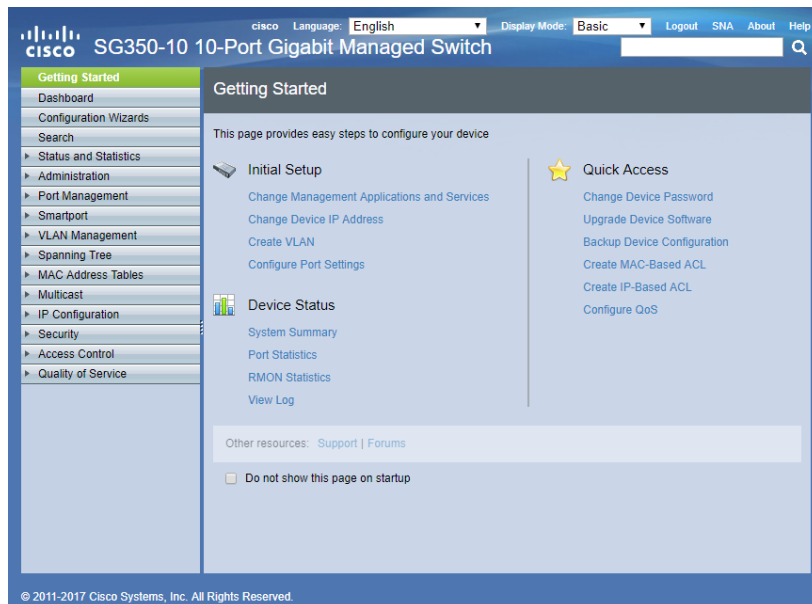 cisco Language: English Display Mode: Basic Logout SNA About Help
CISCO SG350-10 10-Port Gigabit Managed Switch
Getting Started
Dashboard
Configuration Wizards
Search
Status and Statistics
Administration
Port Management
Smartport
VLAN Management
Spanning Tree
MAC Address Tables
Multicast
IP Configuration
Security
Access Control
Quality of Service
Getting Started
This page provides easy steps to configure your device
Initial Setup
Change Management Applications and Services
Change Device IP Address
Create VLAN
Configure Port Settings
Device Status
System Summary
Port Statistics
RMON Statistics
View Log
Quick Access
Change Device Password
Upgrade Device Software
Backup Device Configuration
Create MAC-Based ACL
Create IP-Based ACL
Configure QoS
Other resources: Support | Forums
Do not show this page on startup
© 2011-2017 Cisco Systems, Inc. All Rights Reserved.